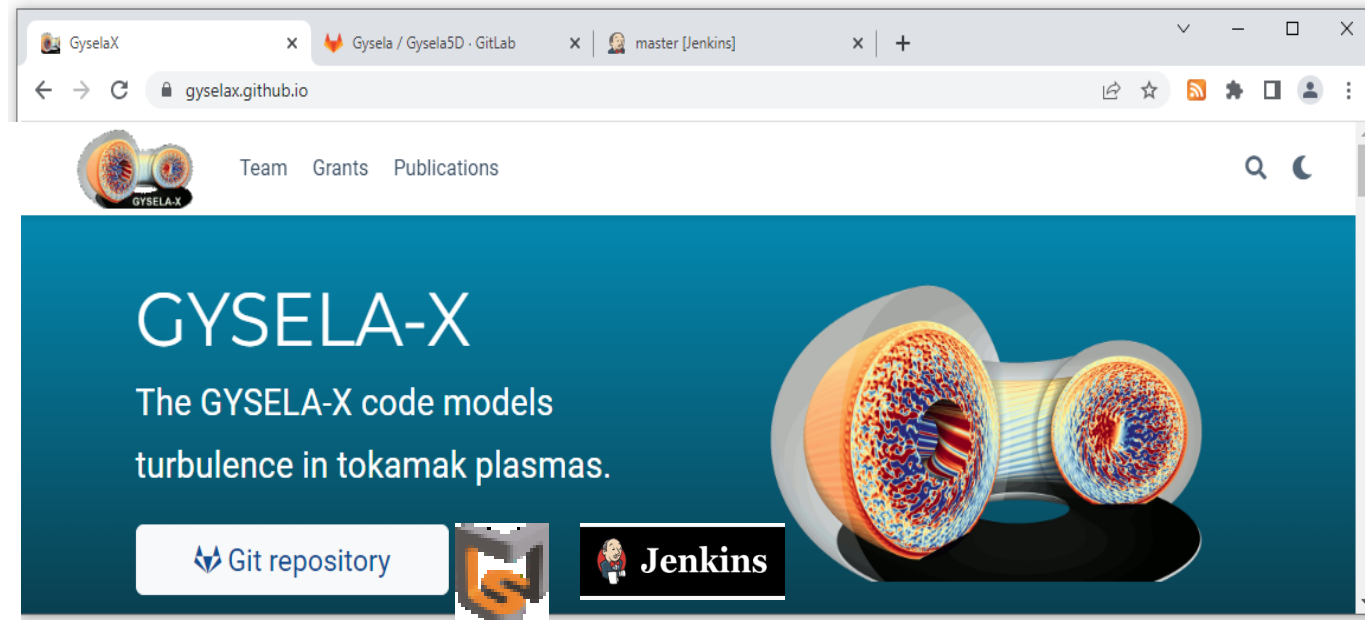 GyselaX
Gysela / Gysela5D · GitLab
master [Jenkins]
gyselax.github.io
GYSELA-X
Team Grants Publications
GYSELA-X
The GYSELA-X code models
turbulence in tokamak plasmas.
Git repository
Jenkins